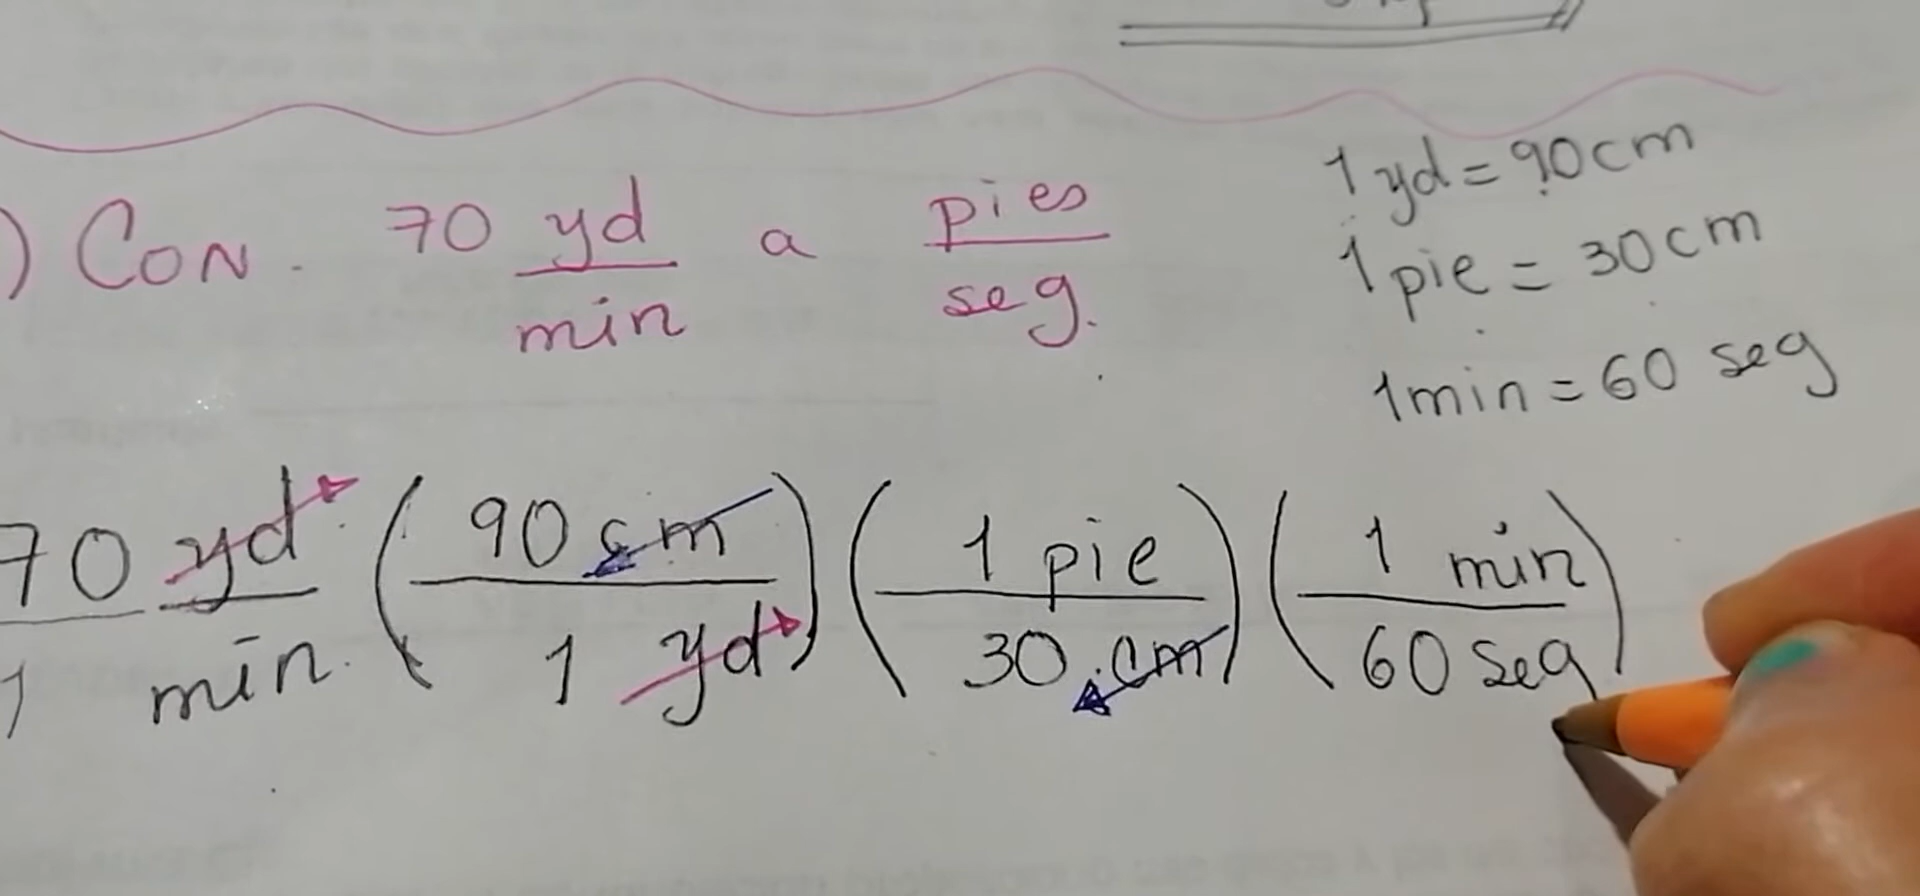 ) CON. 70 yd/min a pies/seg.
1 yd = 90 cm
1 pie = 30 cm
1 min = 60 seg
70 yd/1 min. (90 cm/1 yd) (1 pie/30 cm) (1 min/60 seg)